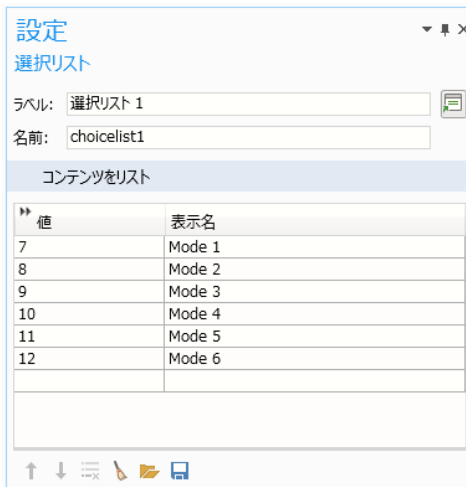 設定
選択リスト
ラベル: 選択リスト 1
名前: choicelist1
コンテンツをリスト
値 表示名
7 Mode 1
8 Mode 2
9 Mode 3
10 Mode 4
11 Mode 5
12 Mode 6